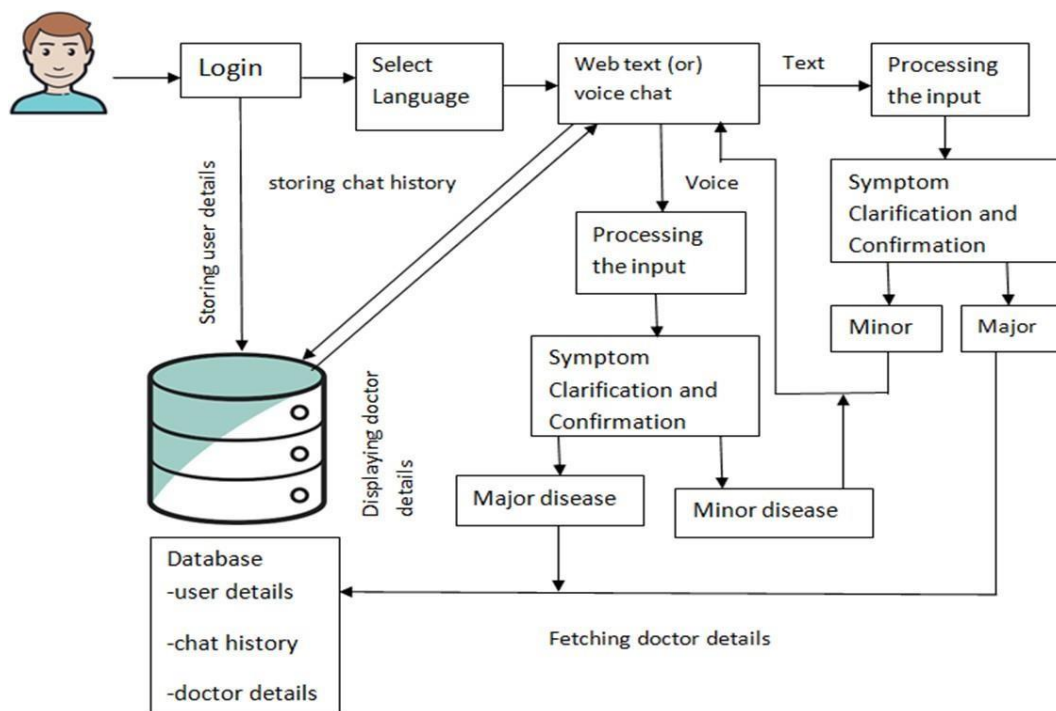 Login
Select
Language
Web text (or)
voice chat
Text
Processing
the input
Storing user details
storing chat history
Voice
Symptom
Clarification and
Confirmation
Processing
the input
Minor
Major
Symptom
Clarification and
Confirmation
Displaying doctor
details
Major disease
Minor disease
Database
-user details
-chat history
-doctor details
Fetching doctor details